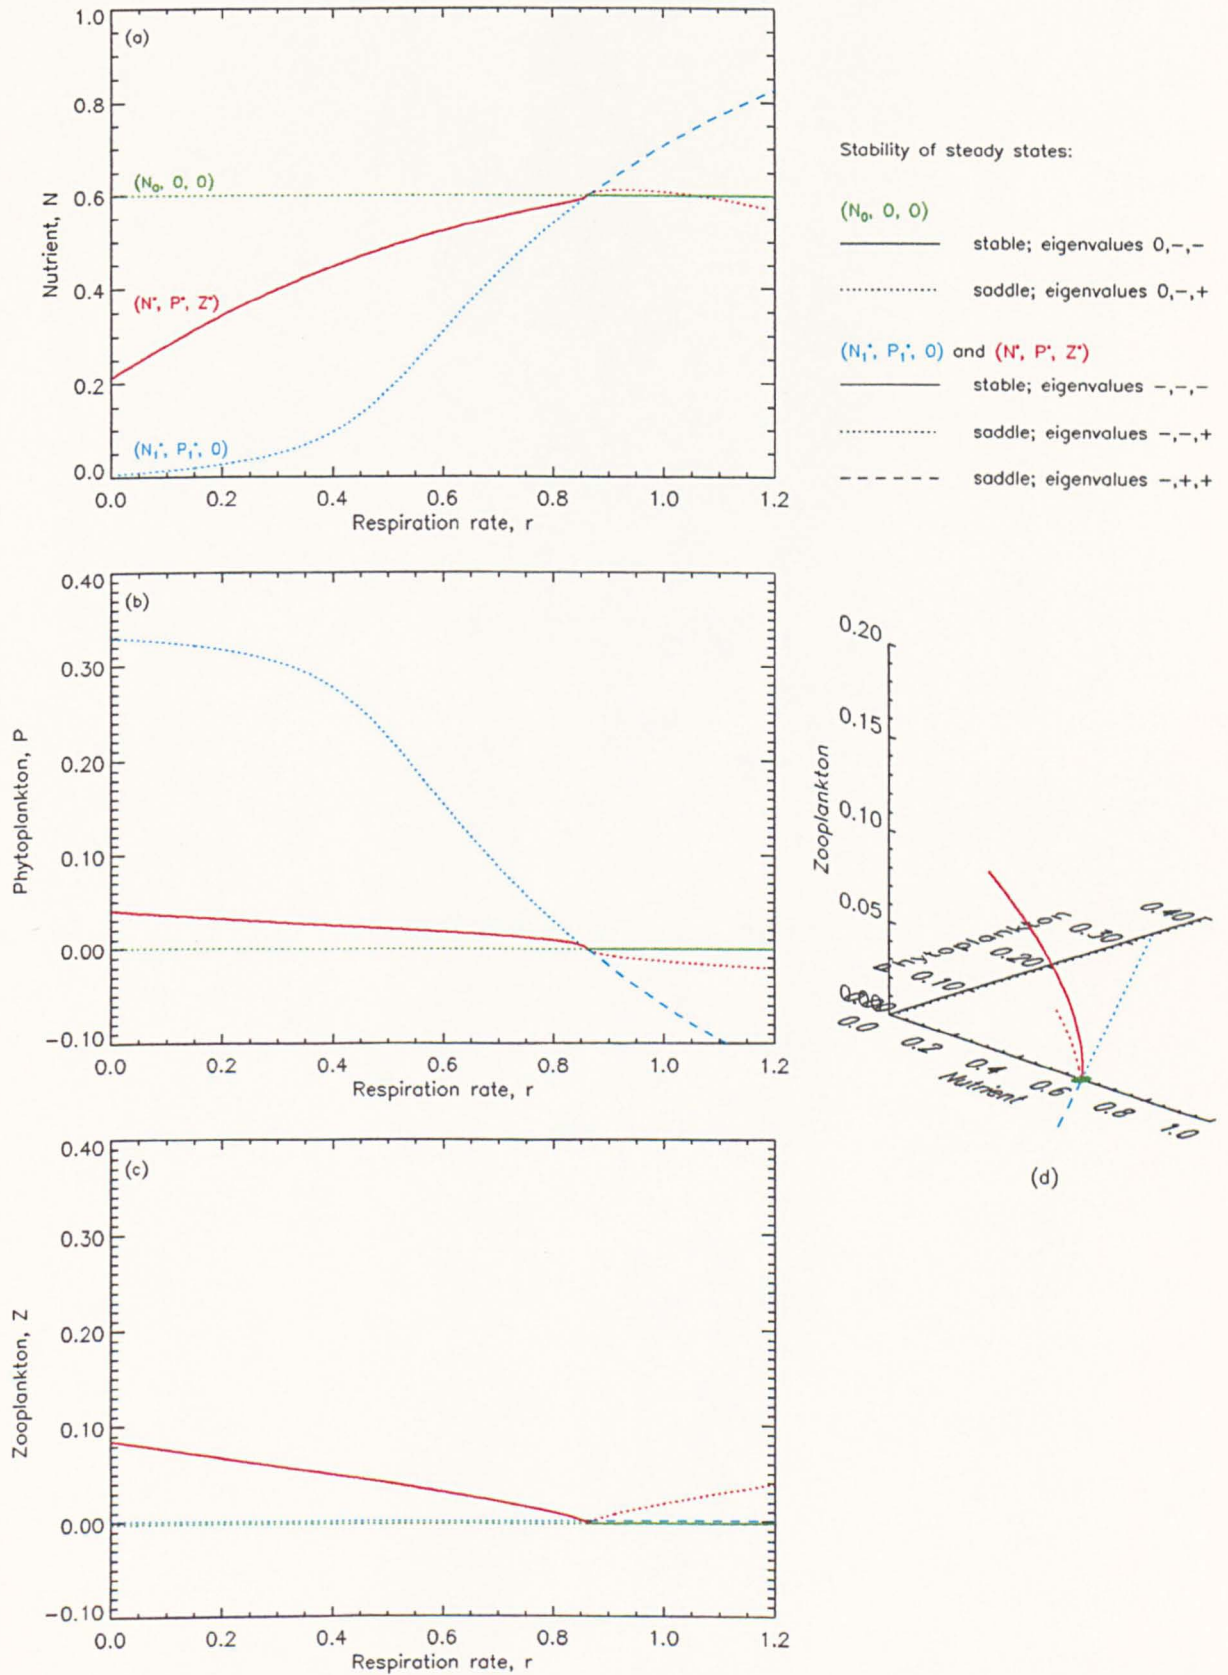 (a)
1.0
0.8
0.6
0.4
0.2
0.0
Nutrient, N
(N₀, 0, 0)
(N*, P*, Z*)
(N₁*, P₁*, 0)
0.0 0.2 0.4 0.6 0.8 1.0 1.2
Respiration rate, r
Stability of steady states:
(N₀, 0, 0)
stable; eigenvalues 0,−,−
saddle; eigenvalues 0,−,+
(N₁*, P₁*, 0) and (N*, P*, Z*)
stable; eigenvalues −,−,−
saddle; eigenvalues −,−,+
saddle; eigenvalues −,+,+
(b)
0.40
0.30
0.20
0.10
0.00
−0.10
Phytoplankton, P
0.0 0.2 0.4 0.6 0.8 1.0 1.2
Respiration rate, r
0.20
0.15
0.10
0.05
0.00
Zooplankton
0.00 0.10 0.20 0.30 0.40
Phytoplankton
0.0 0.2 0.4 0.6 0.8 1.0
Nutrient
(d)
(c)
0.40
0.30
0.20
0.10
0.00
−0.10
Zooplankton, Z
0.0 0.2 0.4 0.6 0.8 1.0 1.2
Respiration rate, r